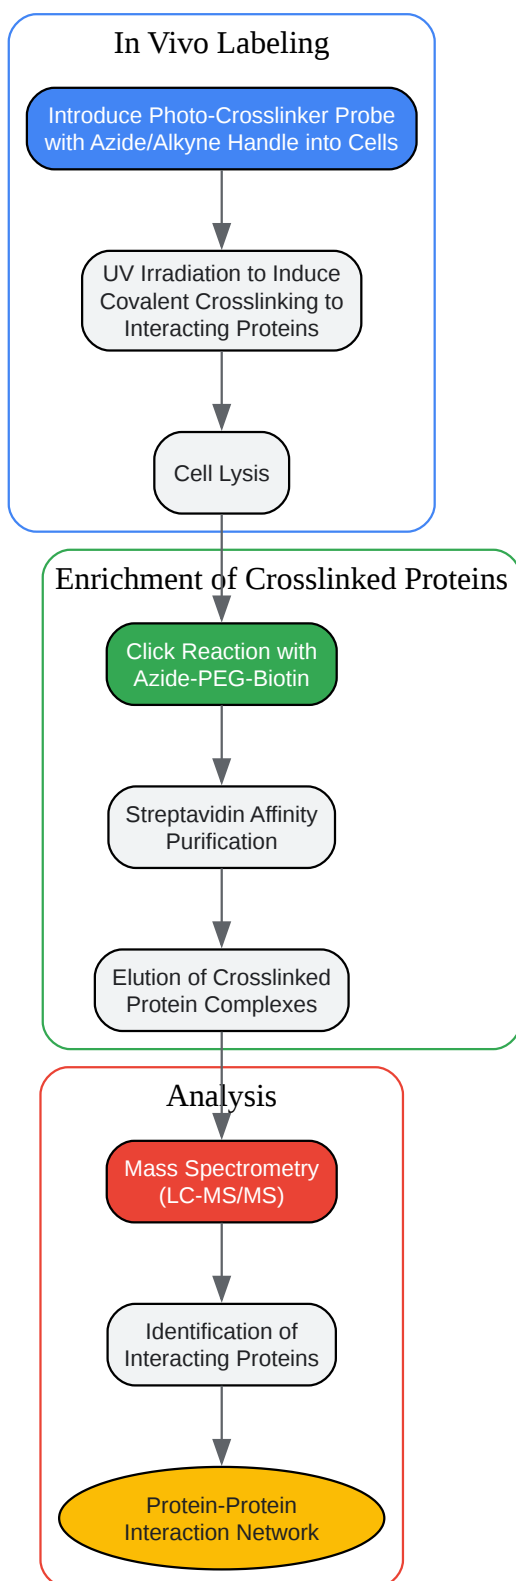 In Vivo Labeling
Introduce Photo-Crosslinker Probe
with Azide/Alkyne Handle into Cells
UV Irradiation to Induce
Covalent Crosslinking to
Interacting Proteins
Cell Lysis
Enrichment of Crosslinked Proteins
Click Reaction with
Azide-PEG-Biotin
Streptavidin Affinity
Purification
Elution of Crosslinked
Protein Complexes
Analysis
Mass Spectrometry
(LC-MS/MS)
Identification of
Interacting Proteins
Protein-Protein
Interaction Network